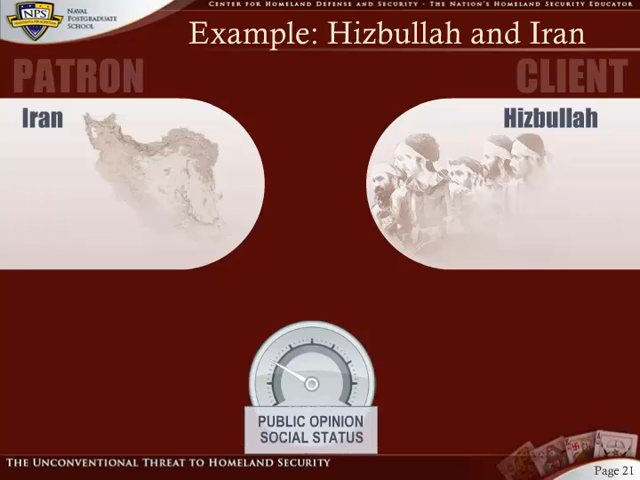 CENTER FOR HOMELAND DEFENSE AND SECURITY - THE NATION'S HOMELAND SECURITY EDUCATOR
NPS
NAVAL
POSTGRADUATE
SCHOOL
Example: Hizbullah and Iran
PATRON
CLIENT
Iran
Hizbullah
PUBLIC OPINION
SOCIAL STATUS
THE UNCONVENTIONAL THREAT TO HOMELAND SECURITY
Page 21